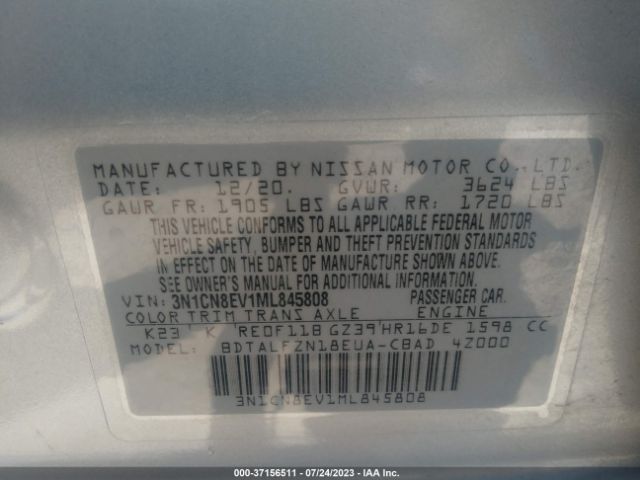 MANUFACTURED BY NISSAN MOTOR CO., LTD.
DATE: 12/20. GVWR: 3624 LBS
GAWR FR: 1905 LBS GAWR RR: 1720 LBS
THIS VEHICLE CONFORMS TO ALL APPLICABLE FEDERAL MOTOR
VEHICLE SAFETY, BUMPER AND THEFT PREVENTION STANDARDS
IN EFFECT ON THE DATE OF MANUFACTURE SHOWN ABOVE.
SEE OWNER'S MANUAL FOR ADDITIONAL INFORMATION.
VIN: 3N1CN8EV1ML845808 PASSENGER CAR.
COLOR TRIM TRANS AXLE ENGINE
K23 K RE0F11B GZ39 HR16DE 1598 CC
MODEL: BDTALFZN18EUA-CBAD 4Z000
3N1CN8EV1ML845808
000-37156511 - 07/24/2023 - IAA Inc.